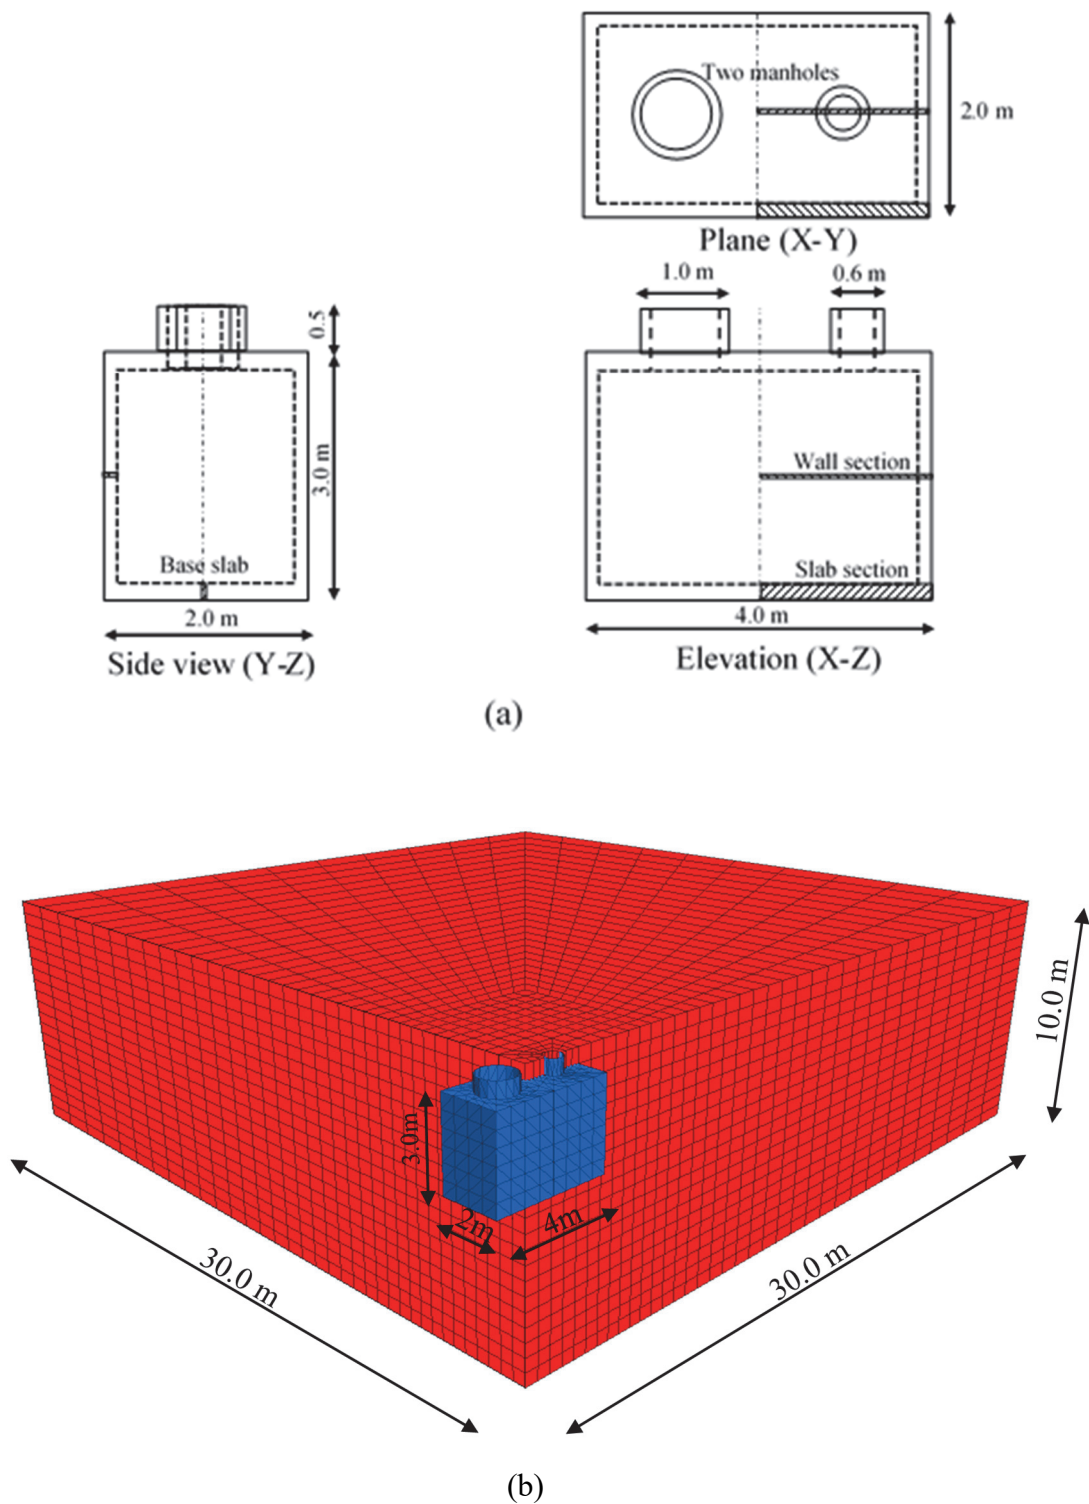 Two manholes
2.0 m
Plane (X-Y)
1.0 m
0.6 m
0.5
3.0 m
Wall section
Base slab
Slab section
2.0 m
4.0 m
Side view (Y-Z)
Elevation (X-Z)
(a)
10.0 m
3.0m
2m
4m
30.0 m
30.0 m
(b)